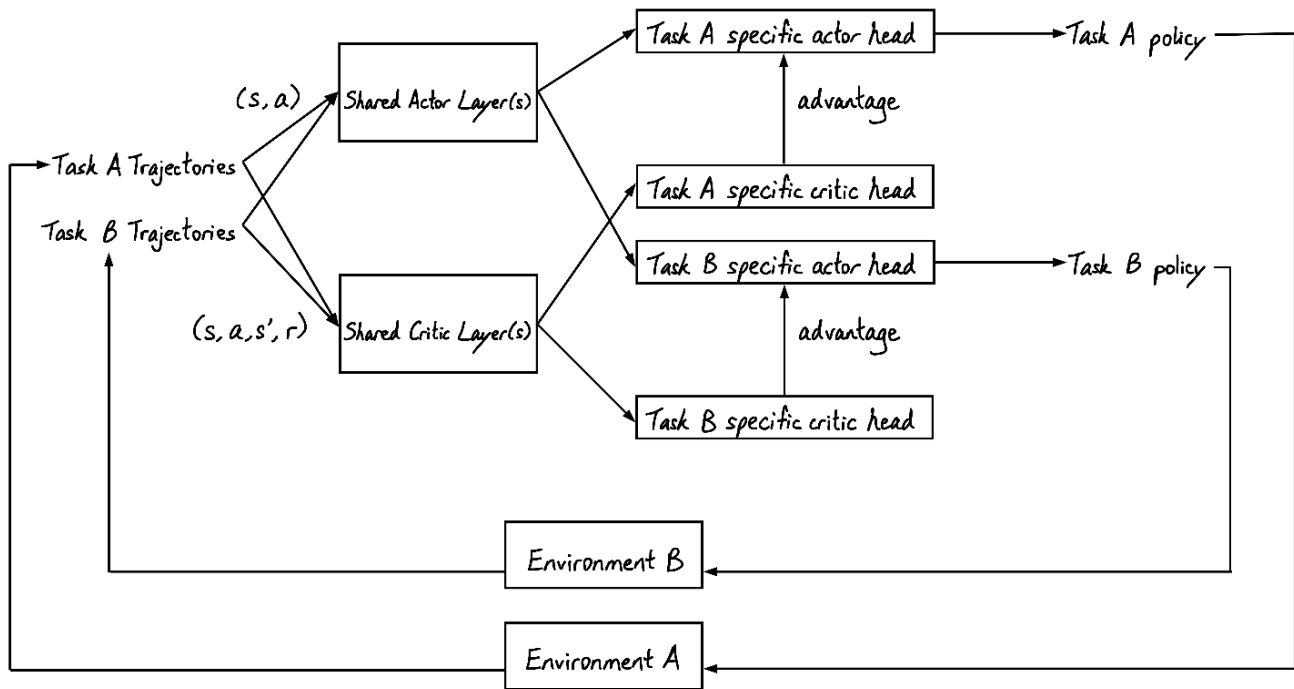 Task A specific actor head
Task A policy
(s, a)
Shared Actor Layer(s)
advantage
Task A Trajectories
Task A specific critic head
Task B Trajectories
Task B specific actor head
Task B policy
(s, a, s', r)
Shared Critic Layer(s)
advantage
Task B specific critic head
Environment B
Environment A